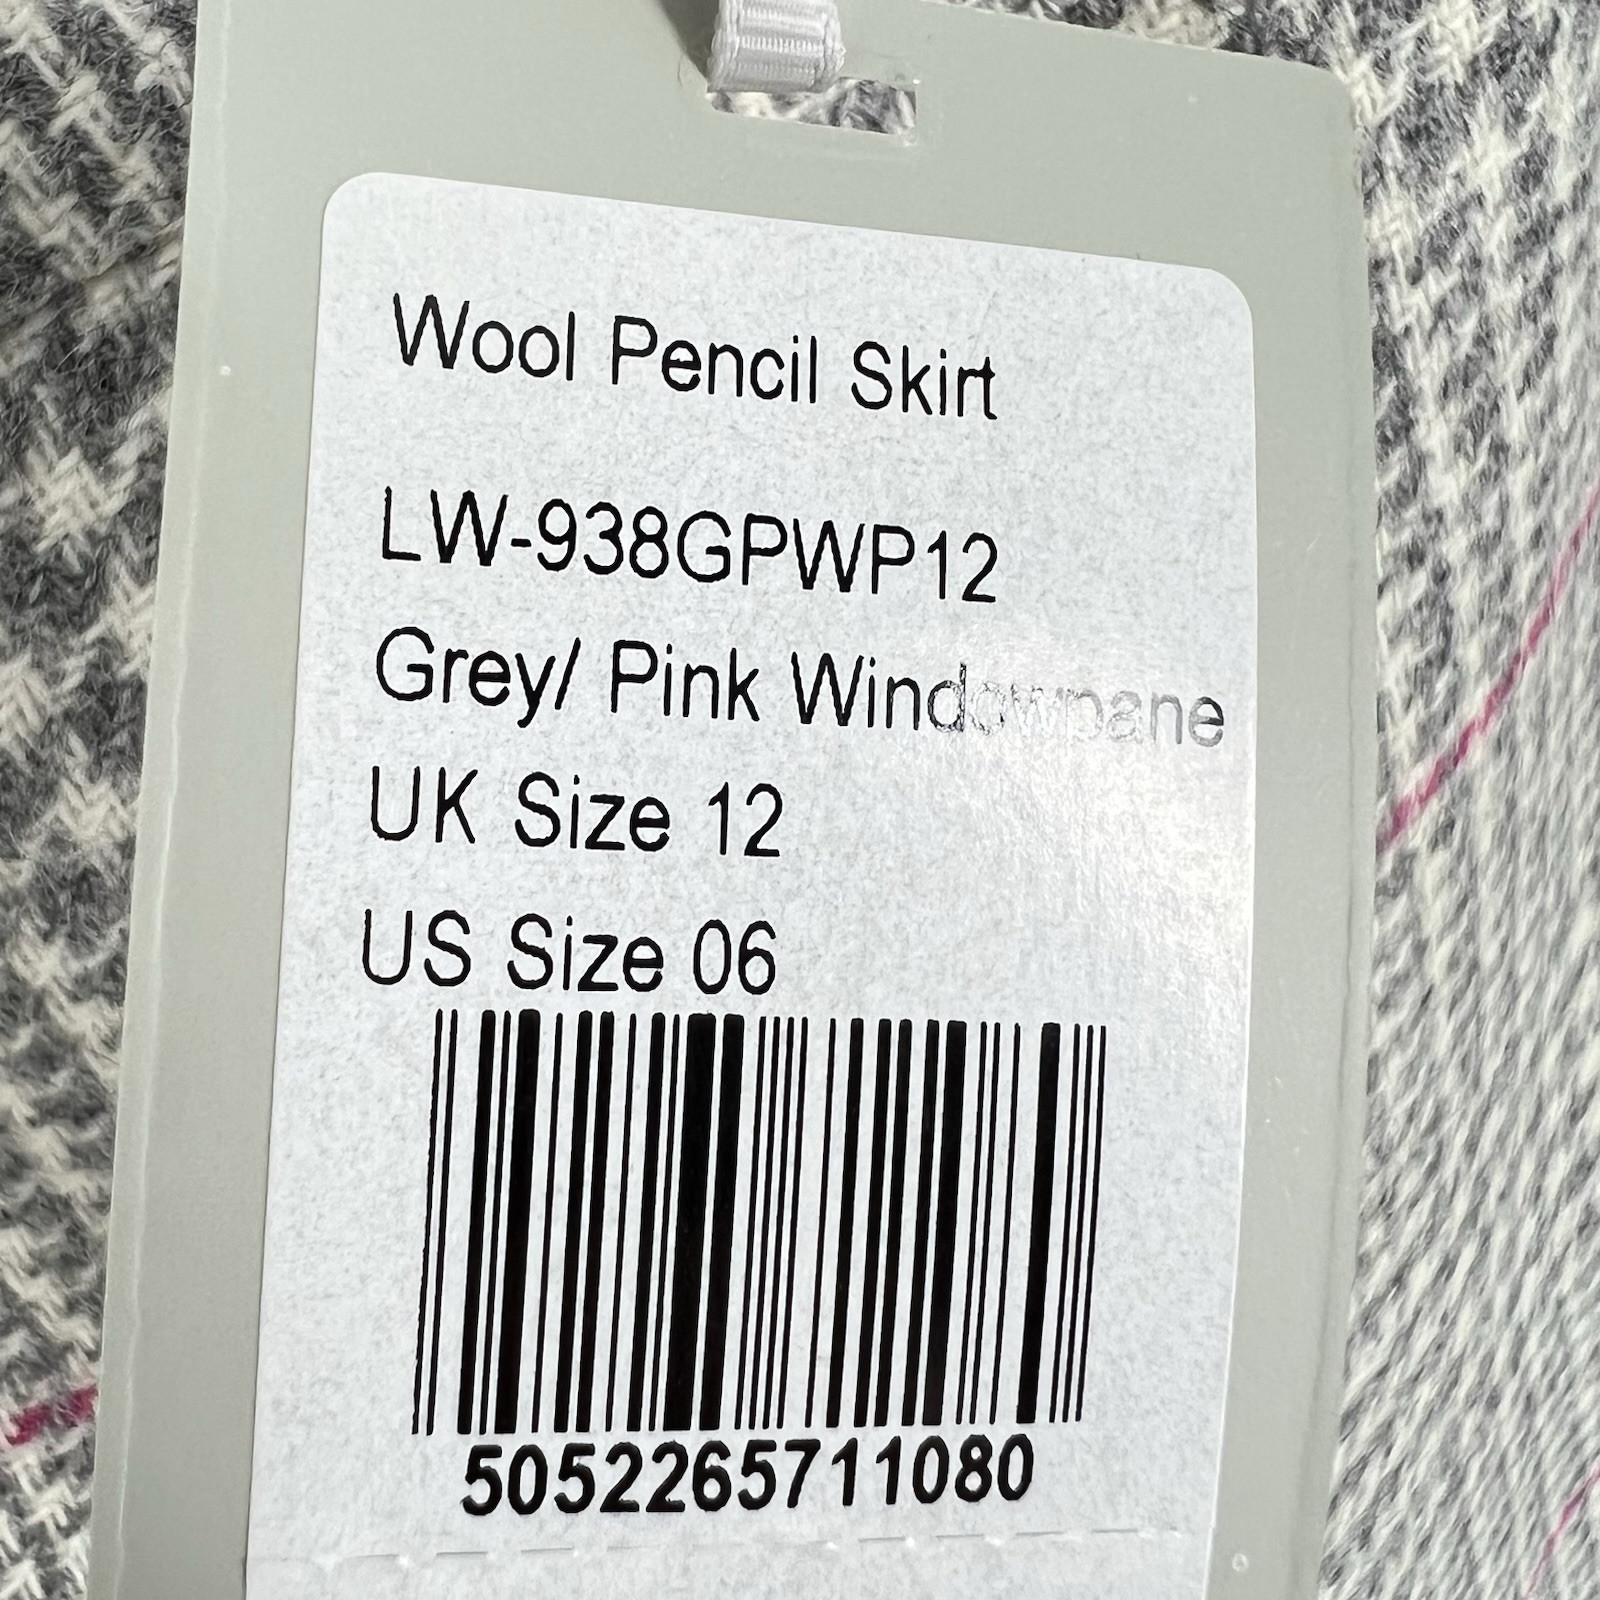 Wool Pencil Skirt
LW-938GPWP12
Grey/ Pink Windowpane
UK Size 12
US Size 06
5052265711080